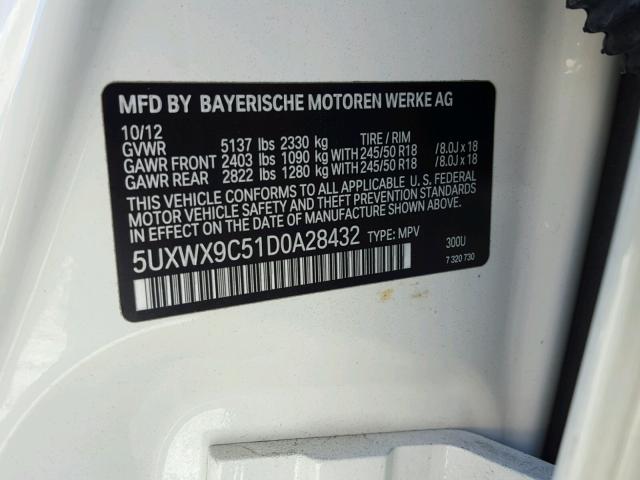 MFD BY BAYERISCHE MOTOREN WERKE AG
10/12
GVWR 5137 lbs 2330 kg TIRE / RIM
GAWR FRONT 2403 lbs 1090 kg WITH 245/50 R18 /8.0J x 18
GAWR REAR 2822 lbs 1280 kg WITH 245/50 R18 /8.0J x 18
THIS VEHICLE CONFORMS TO ALL APPLICABLE U. S. FEDERAL
MOTOR VEHICLE SAFETY AND THEFT PREVENTION STANDARDS
IN EFFECT ON THE DATE OF MANUFACTURE SHOWN ABOVE.
5UXWX9C51D0A28432 TYPE: MPV 300U
7 320 730